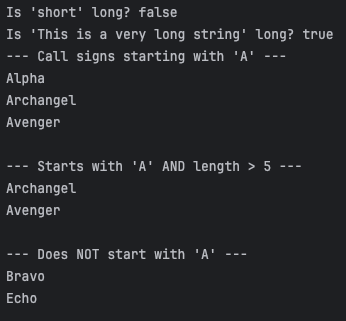 Is 'short' long? false
Is 'This is a very long string' long? true
--- Call signs starting with 'A' ---
Alpha
Archangel
Avenger

--- Starts with 'A' AND length > 5 ---
Archangel
Avenger

--- Does NOT start with 'A' ---
Bravo
Echo